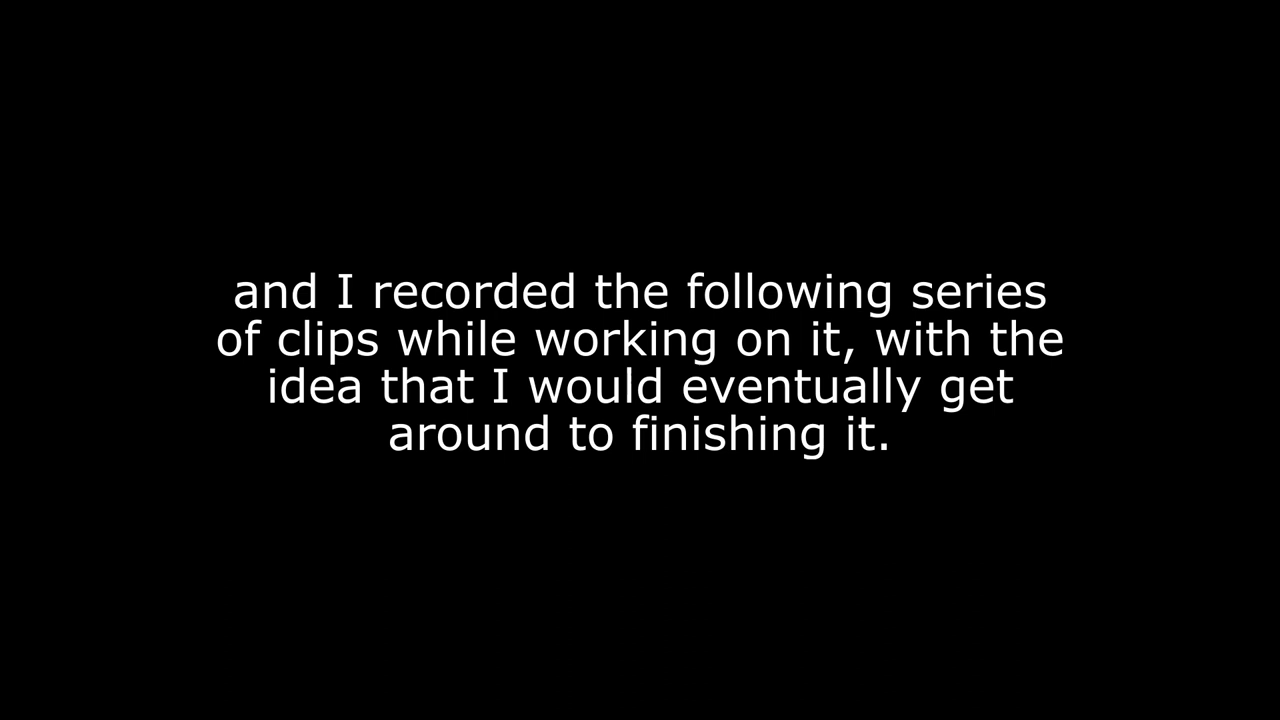 and I recorded the following series
of clips while working on it, with the
idea that I would eventually get
around to finishing it.